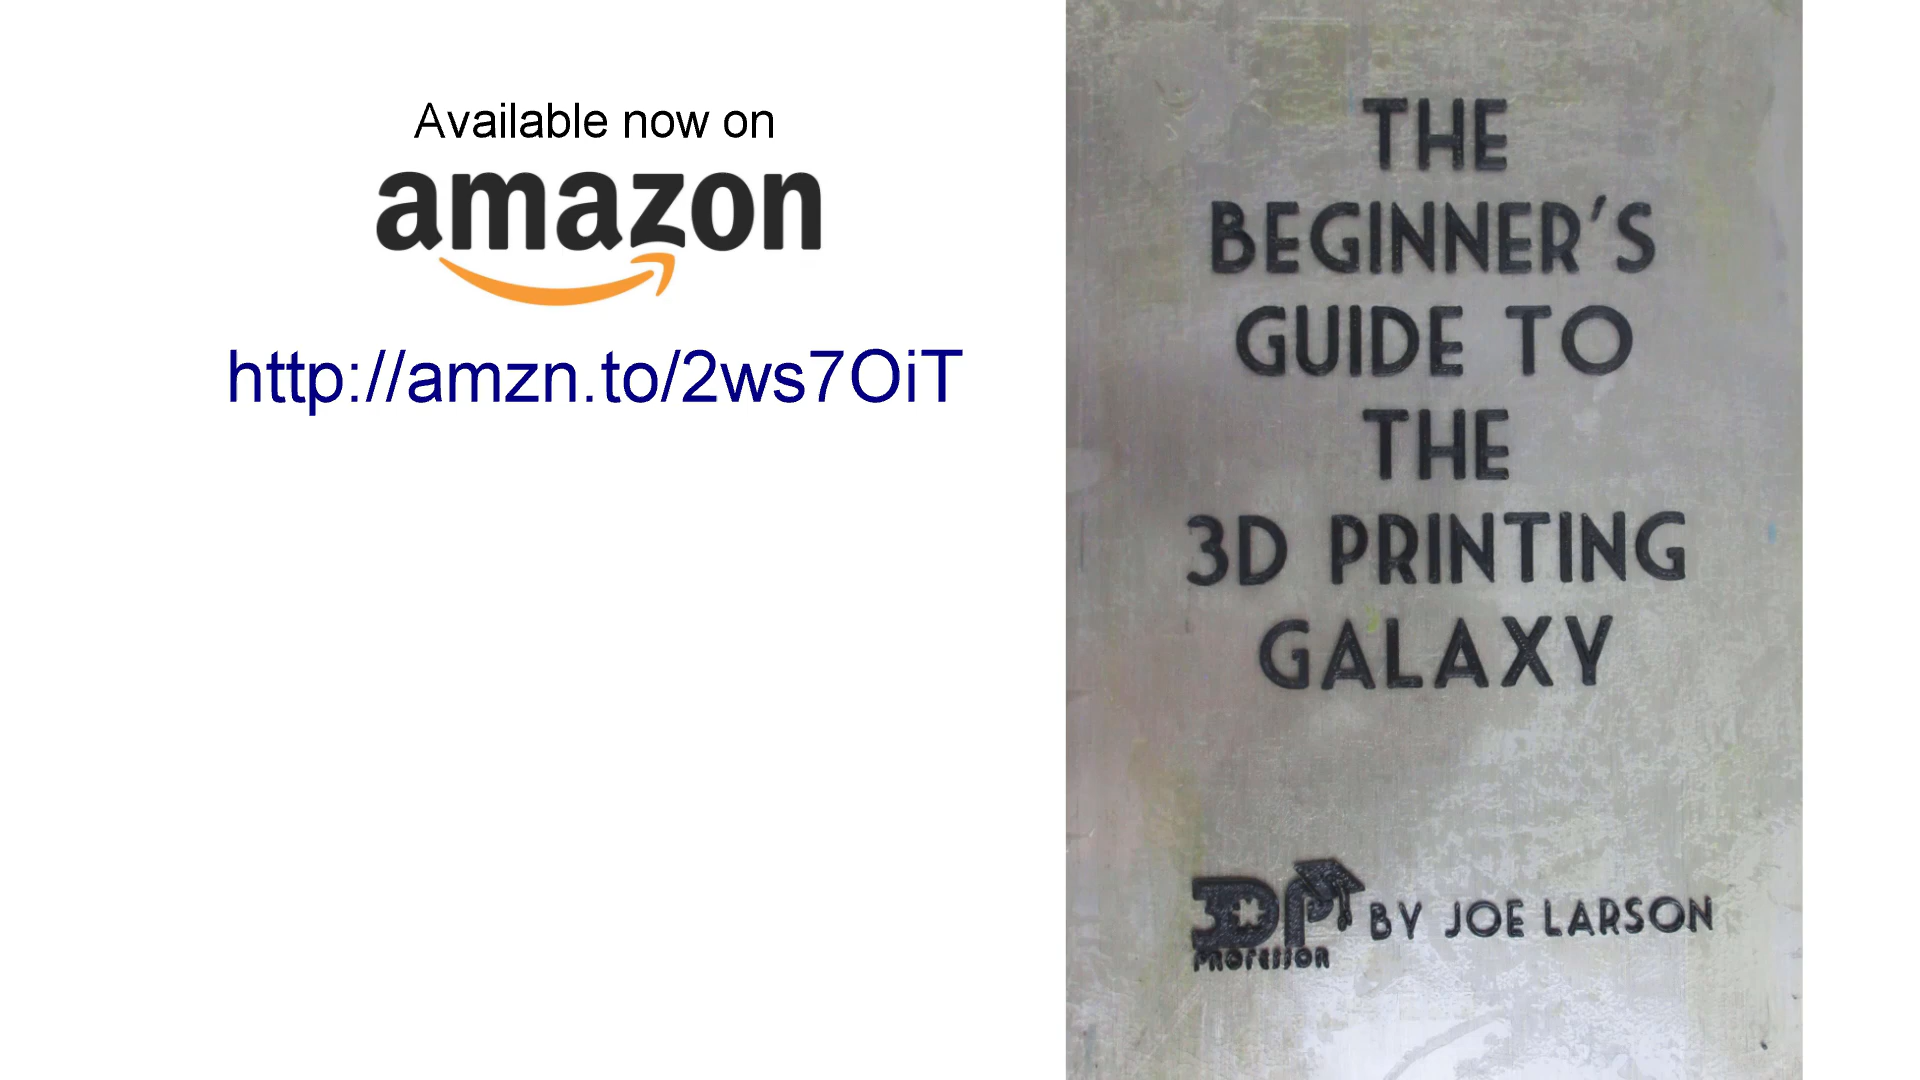 Available now on
amazon
http://amzn.to/2ws7OiT
THE
BEGINNER'S
GUIDE TO
THE
3D PRINTING
GALAXY
3DP
PROFESSOR
BY JOE LARSON